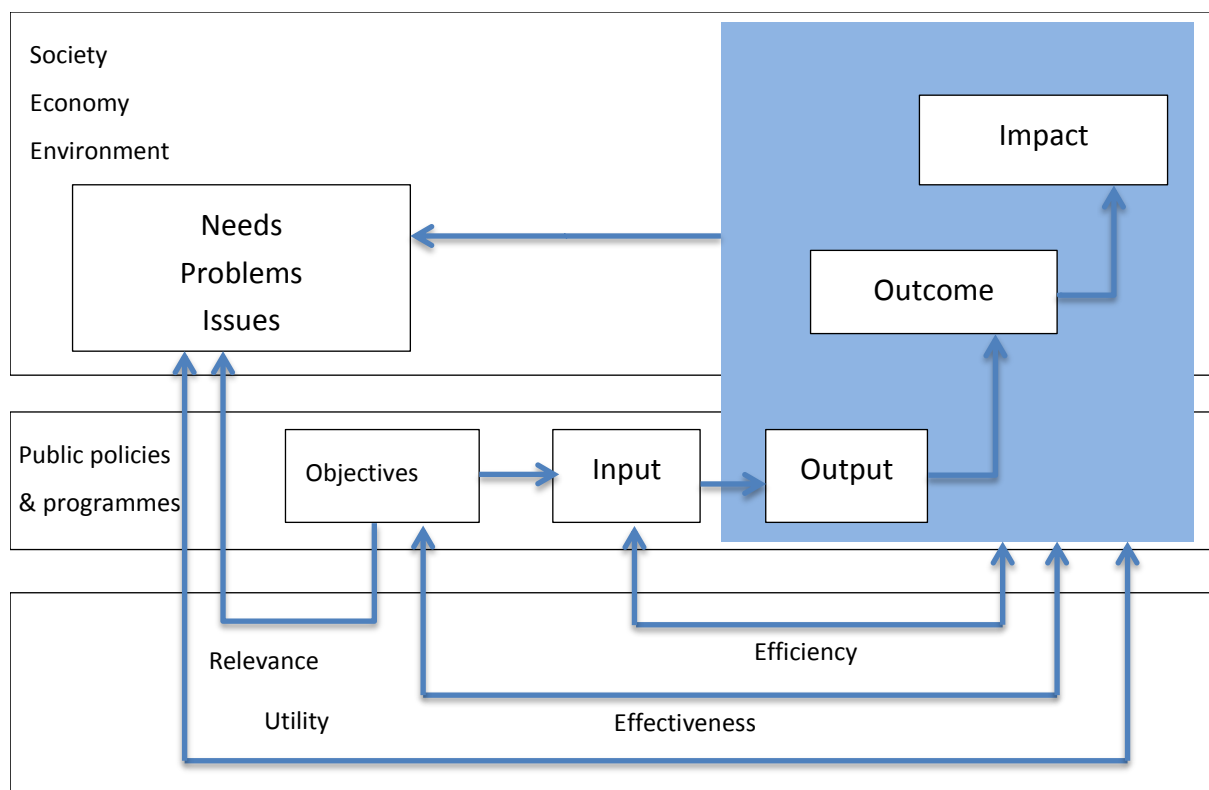 Society
Economy
Environment
Impact
Needs
Problems
Issues
Outcome
Public policies
& programmes
Objectives
Input
Output
Efficiency
Relevance
Utility
Effectiveness